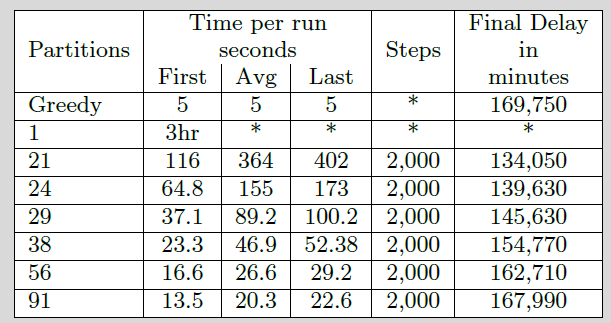 Time per run Final Delay
Partitions seconds Steps in
First Avg Last minutes
Greedy 5 5 5 * 169,750
1 3hr * * * *
21 116 364 402 2,000 134,050
24 64.8 155 173 2,000 139,630
29 37.1 89.2 100.2 2,000 145,630
38 23.3 46.9 52.38 2,000 154,770
56 16.6 26.6 29.2 2,000 162,710
91 13.5 20.3 22.6 2,000 167,990